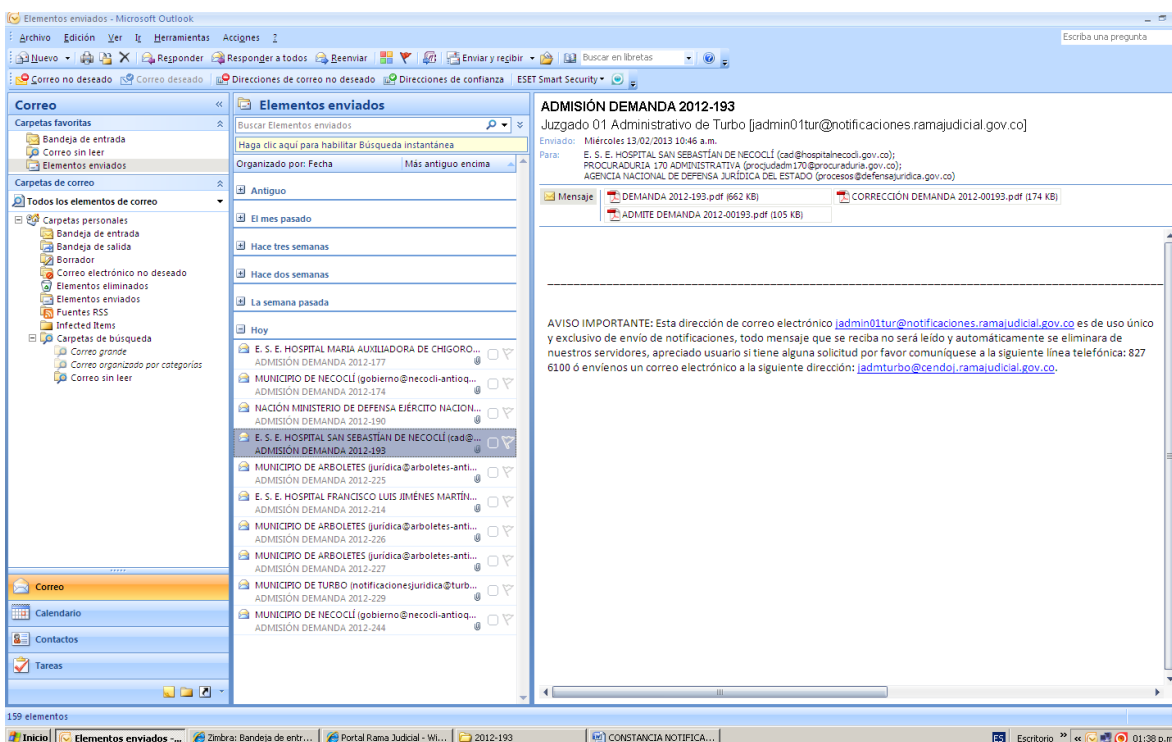 Elementos enviados - Microsoft Outlook
Archivo Edición Ver Ir Herramientas Acciones ?
Escriba una pregunta
Nuevo Responder Responder a todos Reenviar Enviar y recibir Buscar en libretas
Correo no deseado Correo deseado Direcciones de correo no deseado Direcciones de confianza ESET Smart Security
Correo
Carpetas favoritas
Bandeja de entrada
Correo sin leer
Elementos enviados
Carpetas de correo
Todos los elementos de correo
Carpetas personales
Bandeja de entrada
Bandeja de salida
Borrador
Correo electrónico no deseado
Elementos eliminados
Elementos enviados
Fuentes RSS
Infected Items
Carpetas de búsqueda
Correo grande
Correo organizado por categorías
Correo sin leer
Correo
Calendario
Contactos
Tareas
Elementos enviados
Buscar Elementos enviados
Haga clic aquí para habilitar Búsqueda instantánea
Organizado por: Fecha Más antiguo encima
Antiguo
El mes pasado
Hace tres semanas
Hace dos semanas
La semana pasada
Hoy
E. S. E. HOSPITAL MARIA AUXILIADORA DE CHIGORO...
ADMISIÓN DEMANDA 2012-177
MUNICIPIO DE NECOCLÍ (gobierno@necocli-antioq...
ADMISIÓN DEMANDA 2012-174
NACIÓN MINISTERIO DE DEFENSA EJÉRCITO NACION...
ADMISIÓN DEMANDA 2012-190
E. S. E. HOSPITAL SAN SEBASTÍAN DE NECOCLÍ (cad@...
ADMISIÓN DEMANDA 2012-193
MUNICIPIO DE ARBOLETES (jurídica@arboletes-anti...
ADMISIÓN DEMANDA 2012-225
E. S. E. HOSPITAL FRANCISCO LUIS JIMÉNES MARTÍN...
ADMISIÓN DEMANDA 2012-214
MUNICIPIO DE ARBOLETES (jurídica@arboletes-anti...
ADMISIÓN DEMANDA 2012-226
MUNICIPIO DE ARBOLETES (jurídica@arboletes-anti...
ADMISIÓN DEMANDA 2012-227
MUNICIPIO DE TURBO (notificacionesjuridica@turb...
ADMISIÓN DEMANDA 2012-229
MUNICIPIO DE NECOCLÍ (gobierno@necocli-antioq...
ADMISIÓN DEMANDA 2012-244
ADMISIÓN DEMANDA 2012-193
Juzgado 01 Administrativo de Turbo [jadmin01tur@notificaciones.ramajudicial.gov.co]
Enviado: Miércoles 13/02/2013 10:46 a.m.
Para: E. S. E. HOSPITAL SAN SEBASTÍAN DE NECOCLÍ (cad@hospitalnecocli.gov.co);
PROCURADURIA 170 ADMINISTRATIVA (procjudadm170@procuraduria.gov.co);
AGENCIA NACIONAL DE DEFENSA JURÍDICA DEL ESTADO (procesos@defensajuridica.gov.co)
Mensaje DEMANDA 2012-193.pdf (662 KB) CORRECCIÓN DEMANDA 2012-00193.pdf (174 KB)
ADMITE DEMANDA 2012-00193.pdf (105 KB)
AVISO IMPORTANTE: Esta dirección de correo electrónico jadmin01tur@notificaciones.ramajudicial.gov.co es de uso único
y exclusivo de envío de notificaciones, todo mensaje que se reciba no será leído y automáticamente se eliminara de
nuestros servidores, apreciado usuario si tiene alguna solicitud por favor comuníquese a la siguiente línea telefónica: 827
6100 ó envíenos un correo electrónico a la siguiente dirección: jadmturbo@cendoj.ramajudicial.gov.co.
159 elementos
Inicio Elementos enviados -... Zimbra: Bandeja de entr... Portal Rama Judicial - Wi... 2012-193 CONSTANCIA NOTIFICA... ES Escritorio 01:38 p.m.